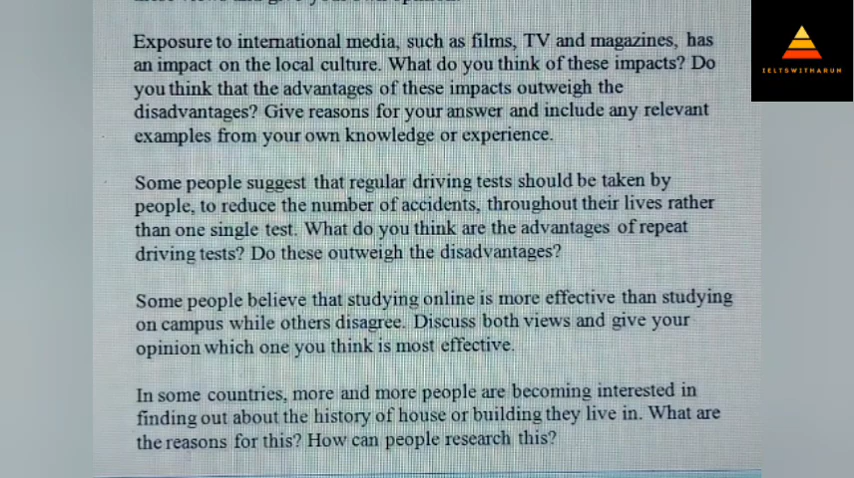 Exposure to international media, such as films, TV and magazines, has
an impact on the local culture. What do you think of these impacts? Do
you think that the advantages of these impacts outweigh the
disadvantages? Give reasons for your answer and include any relevant
examples from your own knowledge or experience.
Some people suggest that regular driving tests should be taken by
people, to reduce the number of accidents, throughout their lives rather
than one single test. What do you think are the advantages of repeat
driving tests? Do these outweigh the disadvantages?
Some people believe that studying online is more effective than studying
on campus while others disagree. Discuss both views and give your
opinion which one you think is most effective.
In some countries, more and more people are becoming interested in
finding out about the history of house or building they live in. What are
the reasons for this? How can people research this?
IELTSWITHARUN